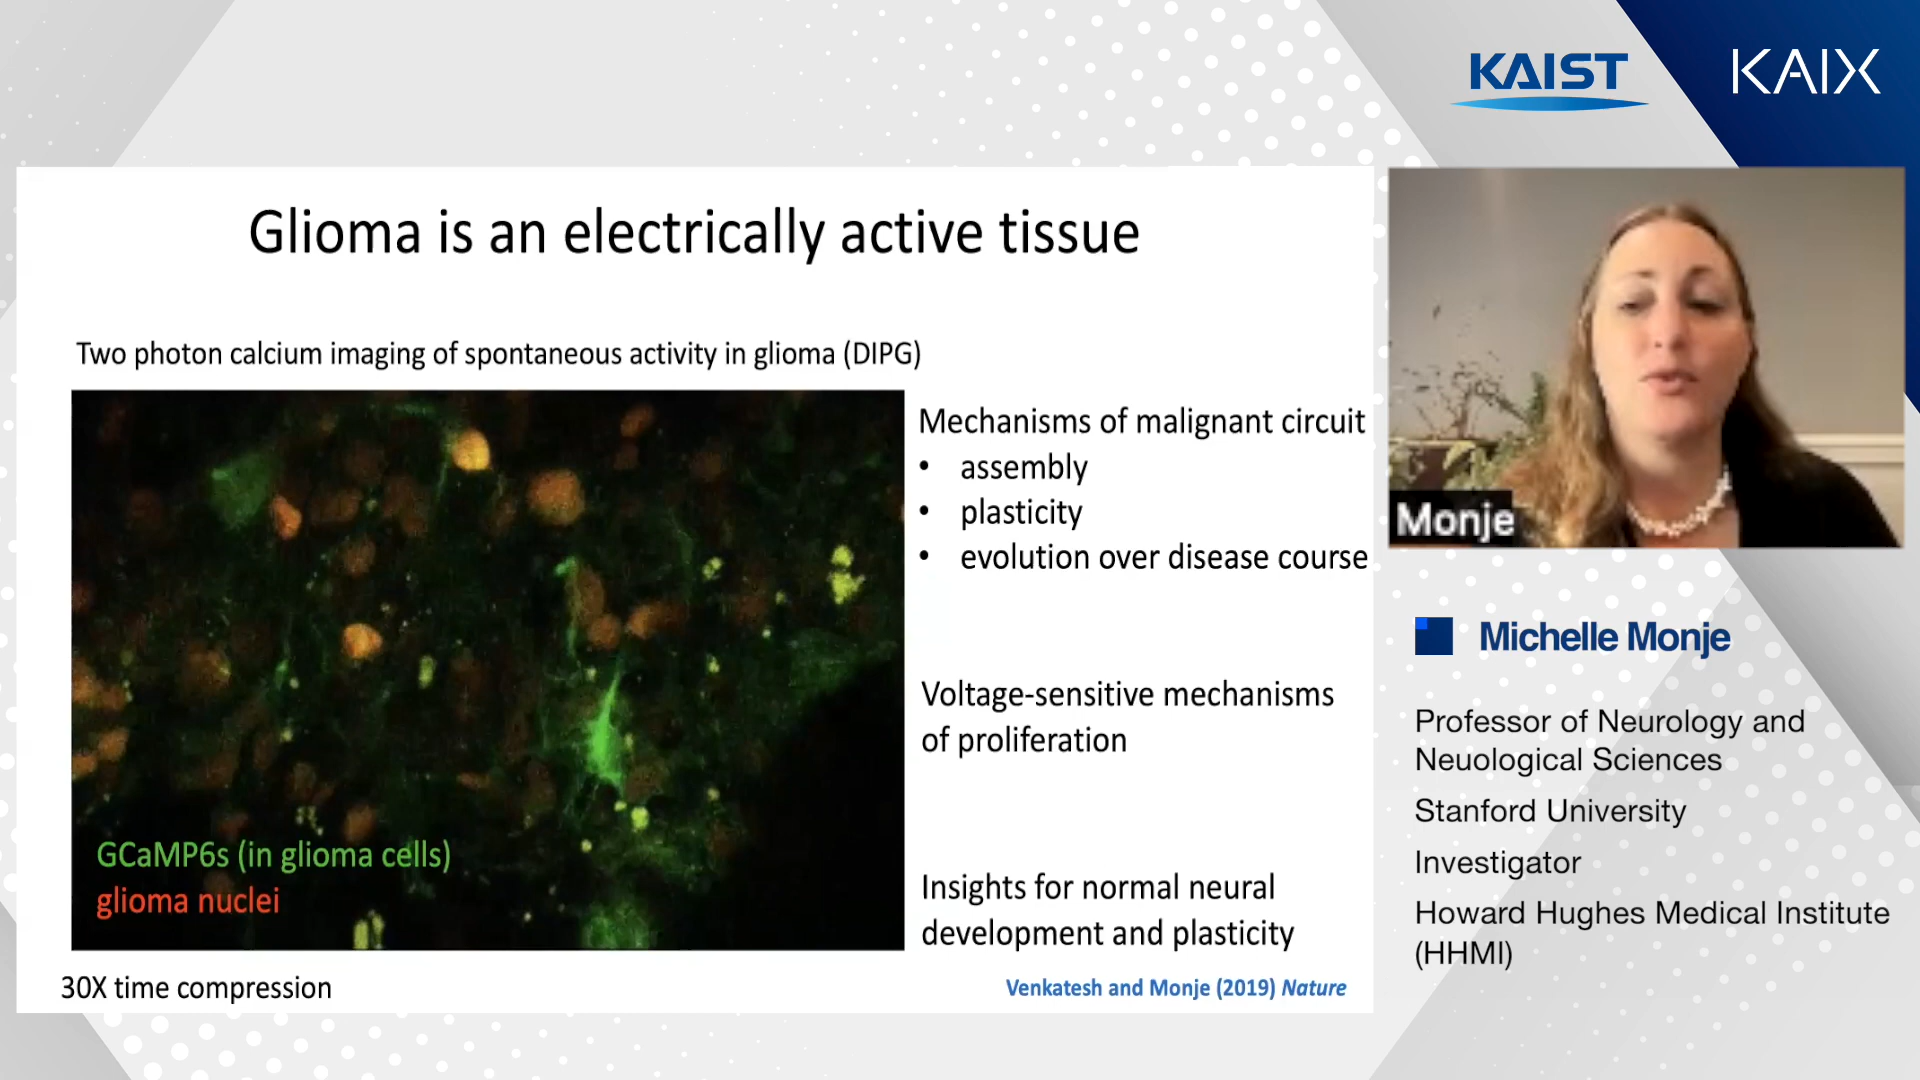 KAIST
KAIX
Glioma is an electrically active tissue
Two photon calcium imaging of spontaneous activity in glioma (DIPG)
GCaMP6s (in glioma cells)
glioma nuclei
30X time compression
Mechanisms of malignant circuit
• assembly
• plasticity
• evolution over disease course
Voltage-sensitive mechanisms
of proliferation
Insights for normal neural
development and plasticity
Venkatesh and Monje (2019) Nature
Monje
Michelle Monje
Professor of Neurology and
Neuological Sciences
Stanford University
Investigator
Howard Hughes Medical Institute
(HHMI)